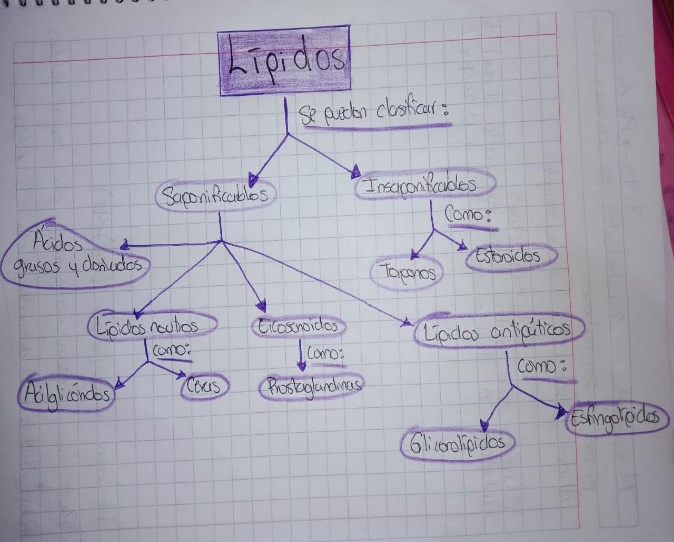 Lípidos
Se pueden clasificar:
Saponificables
Insaponificables
Como:
Ácidos
grasos y derivados
Terpenos
Esteroides
Lípidos neutros
Eicosanoides
Lípidos antipáticos
como:
Como:
como:
Acilglicéridos
Ceras
Prostaglandinas
Glicerolípidos
Esfingolípidos